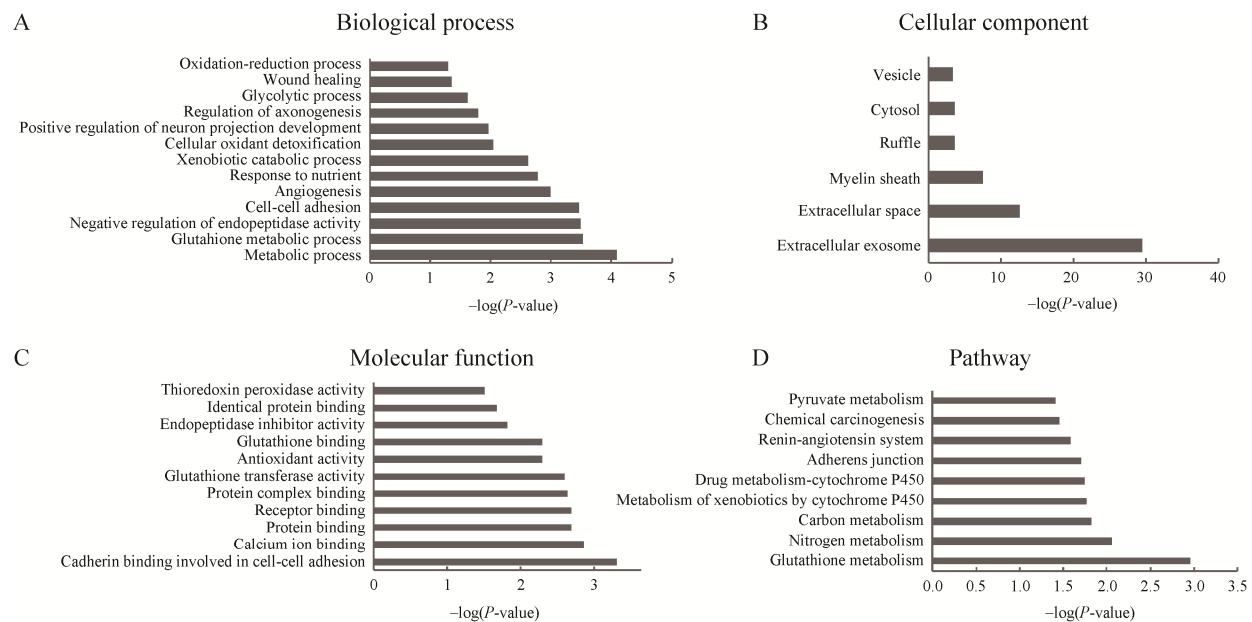 A
Biological process
Oxidation-reduction process
Wound healing
Glycolytic process
Regulation of axonogenesis
Positive regulation of neuron projection development
Cellular oxidant detoxification
Xenobiotic catabolic process
Response to nutrient
Angiogenesis
Cell-cell adhesion
Negative regulation of endopeptidase activity
Glutathione metabolic process
Metabolic process
0 1 2 3 4 5
–log(P-value)
B
Cellular component
Vesicle
Cytosol
Ruffle
Myelin sheath
Extracellular space
Extracellular exosome
0 10 20 30 40
–log(P-value)
C
Molecular function
Thioredoxin peroxidase activity
Identical protein binding
Endopeptidase inhibitor activity
Glutathione binding
Antioxidant activity
Glutathione transferase activity
Protein complex binding
Receptor binding
Protein binding
Calcium ion binding
Cadherin binding involved in cell-cell adhesion
0 1 2 3
–log(P-value)
D
Pathway
Pyruvate metabolism
Chemical carcinogenesis
Renin-angiotensin system
Adherens junction
Drug metabolism-cytochrome P450
Metabolism of xenobiotics by cytochrome P450
Carbon metabolism
Nitrogen metabolism
Glutathione metabolism
0.0 0.5 1.0 1.5 2.0 2.5 3.0 3.5
–log(P-value)